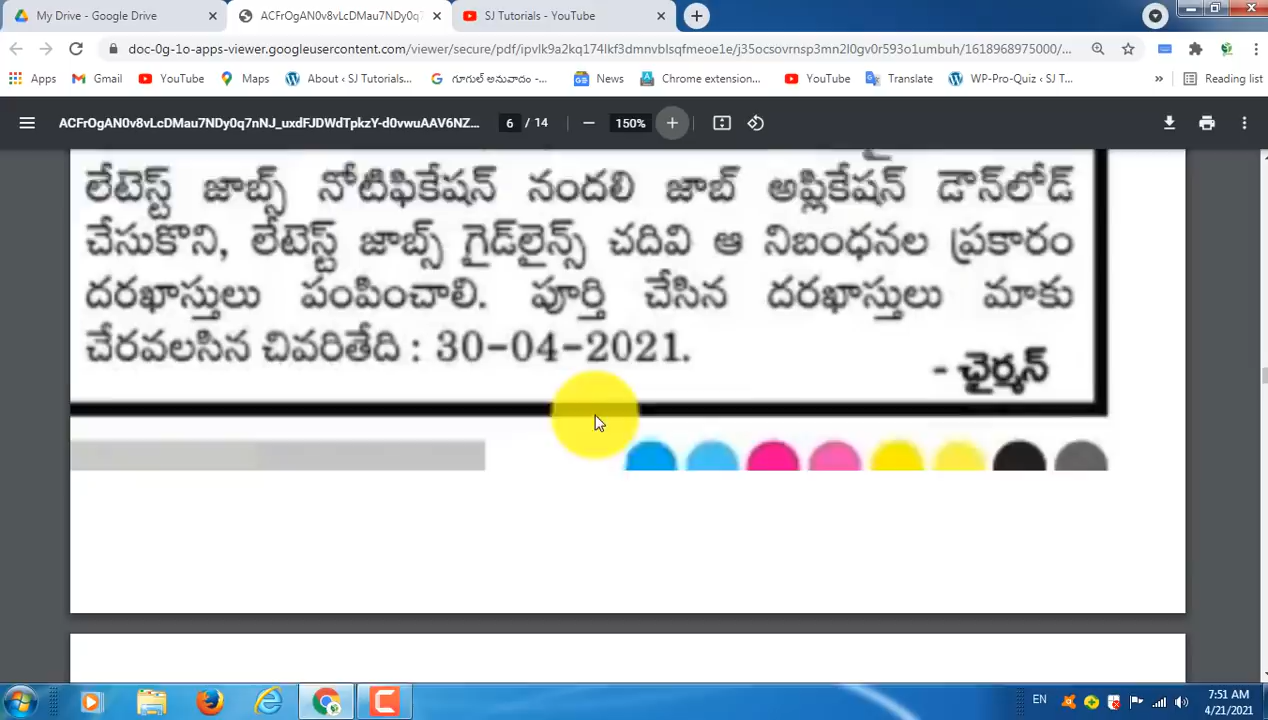 My Drive - Google Drive
ACFrOgAN0v8vLcDMau7NDy0q7
SJ Tutorials - YouTube
doc-0g-1o-apps-viewer.googleusercontent.com/viewer/secure/pdf/ipvlk9a2kq174lkf3dmnvblsqfmeoe1e/j35ocsovrnsp3mn2l0gv0r593o1umbuh/1618968975000/...
Apps
Gmail
YouTube
Maps
About ‹ SJ Tutorials...
గూగుల్ అనువాదం -...
News
Chrome extension...
YouTube
Translate
WP-Pro-Quiz ‹ SJ T...
»
Reading list
ACFrOgAN0v8vLcDMau7NDy0q7nNJ_uxdFJDWdTpkzY-d0vwuAAV6NZ...
6 / 14
150%
లేటెస్ట్ జాబ్స్ నోటిఫికేషన్ నందలి జాబ్ అప్లికేషన్ డౌన్‌లోడ్
చేసుకొని, లేటెస్ట్ జాబ్స్ గైడ్‌లైన్స్ చదివి ఆ నిబంధనల ప్రకారం
దరఖాస్తులు పంపించాలి. పూర్తి చేసిన దరఖాస్తులు మాకు
చేరవలసిన చివరితేది : 30-04-2021.
- ఛైర్మన్
EN
7:51 AM
4/21/2021